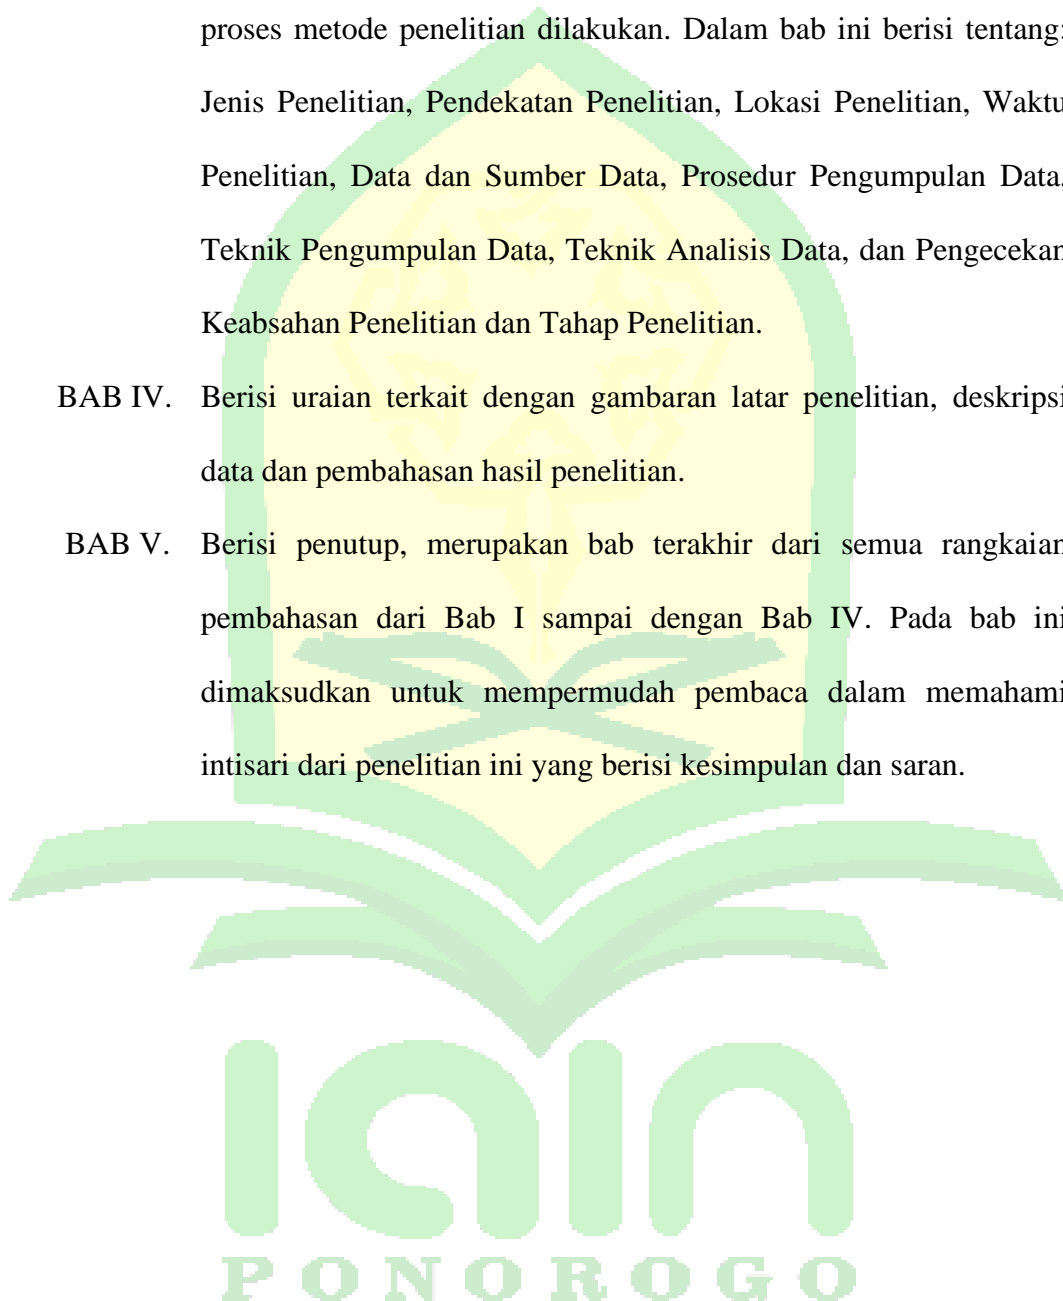 proses metode penelitian dilakukan. Dalam bab ini berisi tentang:
Jenis Penelitian, Pendekatan Penelitian, Lokasi Penelitian, Waktu
Penelitian, Data dan Sumber Data, Prosedur Pengumpulan Data,
Teknik Pengumpulan Data, Teknik Analisis Data, dan Pengecekan
Keabsahan Penelitian dan Tahap Penelitian.
BAB IV. Berisi uraian terkait dengan gambaran latar penelitian, deskripsi
data dan pembahasan hasil penelitian.
BAB V. Berisi penutup, merupakan bab terakhir dari semua rangkaian
pembahasan dari Bab I sampai dengan Bab IV. Pada bab ini
dimaksudkan untuk mempermudah pembaca dalam memahami
intisari dari penelitian ini yang berisi kesimpulan dan saran.
iain
PONOROGO